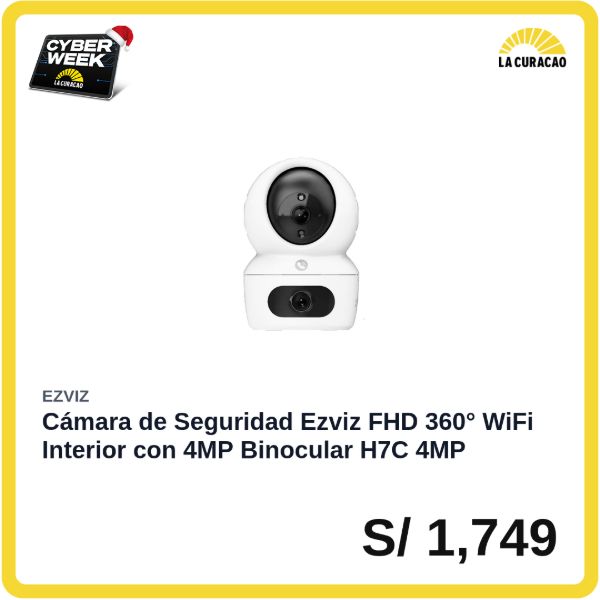 CYBER
WEEK
LA CURACAO
LA CURACAO
EZVIZ
Cámara de Seguridad Ezviz FHD 360° WiFi
Interior con 4MP Binocular H7C 4MP
S/ 1,749